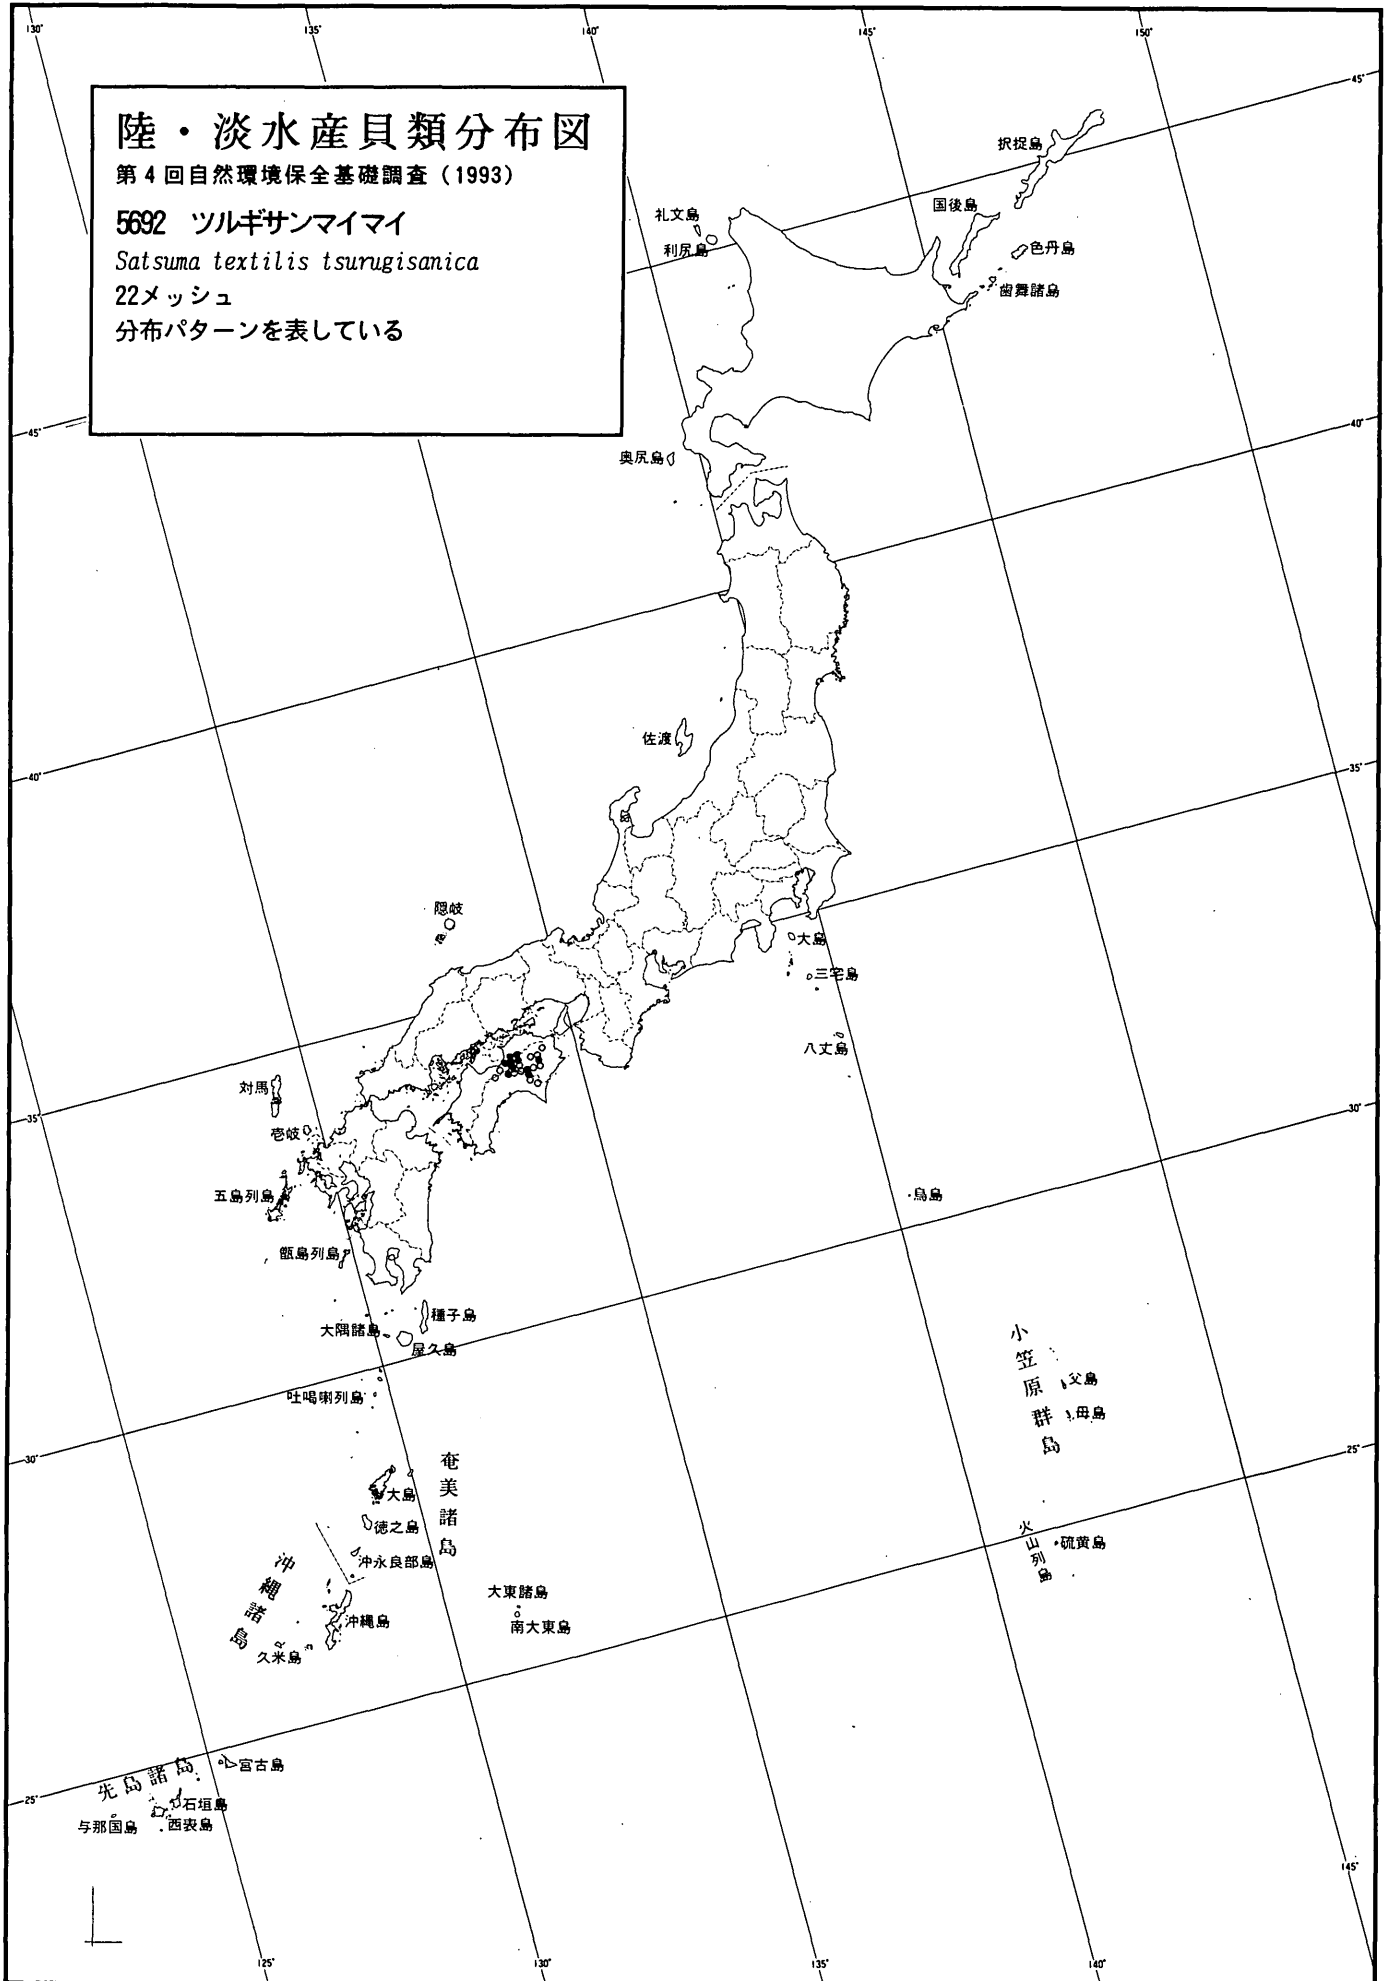 130°
135°
140°
145°
150°
陸・淡水産貝類分布図
第4回自然環境保全基礎調査（1993）
5692 ツルギサンマイマイ
Satsuma textilis tsurugisanica
22メッシュ
分布パターンを表している
45°
択捉島
国後島
色丹島
歯舞諸島
礼文島
利尻島
45°
40°
奥尻島
佐渡
40°
35°
隠岐
大島
三宅島
八丈島
対馬
35°
壱岐
30°
五島列島
鳥島
甑島列島
種子島
大隅諸島
屋久島
吐噶喇列島
小笠原群島
父島
母島
30°
25°
奄美諸島
大島
徳之島
沖永良部島
火山列島
硫黄島
沖縄諸島
沖縄島
久米島
大東諸島
南大東島
先島諸島
宮古島
石垣島
西表島
与那国島
25°
145°
125°
130°
135°
140°